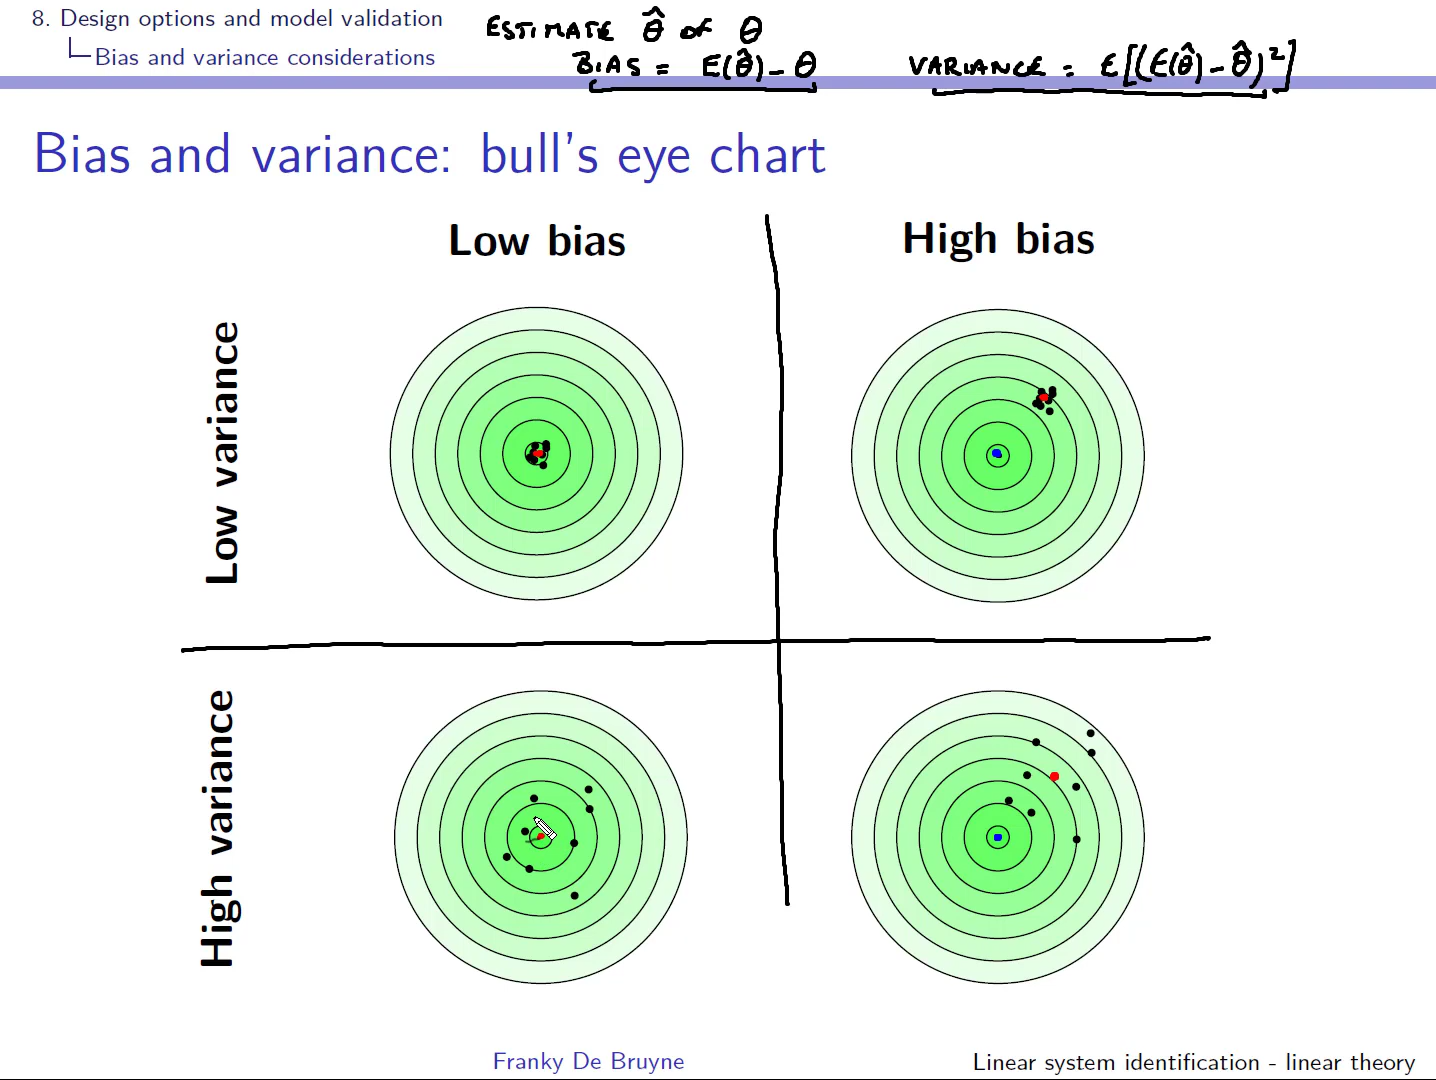 8. Design options and model validation
Bias and variance considerations
ESTIMATE θ̂ of θ
BIAS = E(θ̂) - θ
VARIANCE = E[(E(θ̂) - θ̂)²]
Bias and variance: bull's eye chart
Low bias
High bias
Low variance
High variance
Franky De Bruyne
Linear system identification - linear theory